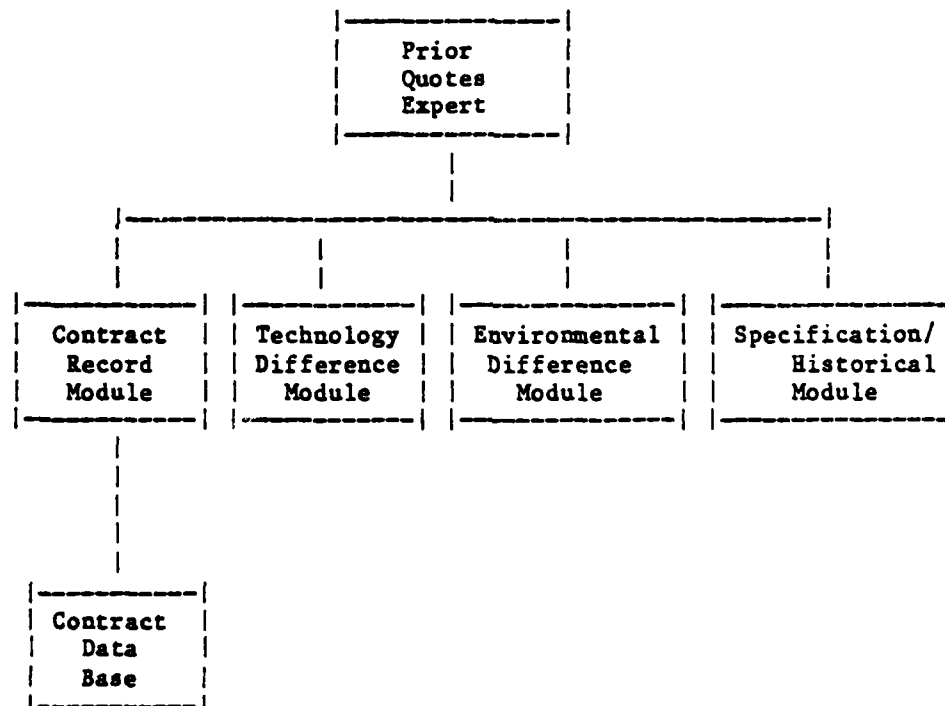 Prior
Quotes
Expert
Contract
Record
Module
Technology
Difference
Module
Environmental
Difference
Module
Specification/
Historical
Module
Contract
Data
Base